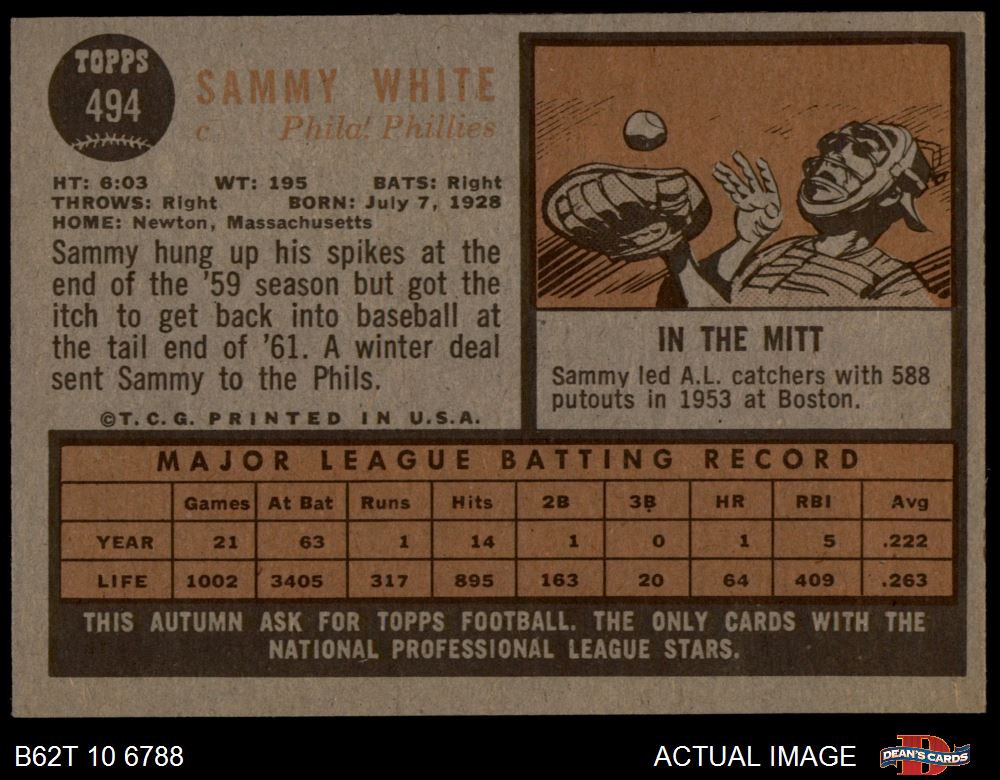 TOPPS
494
SAMMY WHITE
c Phila! Phillies
HT: 6:03 WT: 195 BATS: Right
THROWS: Right BORN: July 7, 1928
HOME: Newton, Massachusetts
Sammy hung up his spikes at the
end of the '59 season but got the
itch to get back into baseball at
the tail end of '61. A winter deal
sent Sammy to the Phils.
©T.C.G. PRINTED IN U.S.A.
IN THE MITT
Sammy led A.L. catchers with 588
putouts in 1953 at Boston.
MAJOR LEAGUE BATTING RECORD
Games At Bat Runs Hits 2B 3B HR RBI Avg
YEAR 21 63 1 14 1 0 1 5 .222
LIFE 1002 3405 317 895 163 20 64 409 .263
THIS AUTUMN ASK FOR TOPPS FOOTBALL. THE ONLY CARDS WITH THE
NATIONAL PROFESSIONAL LEAGUE STARS.
B62T 10 6788 ACTUAL IMAGE DEAN'S CARDS